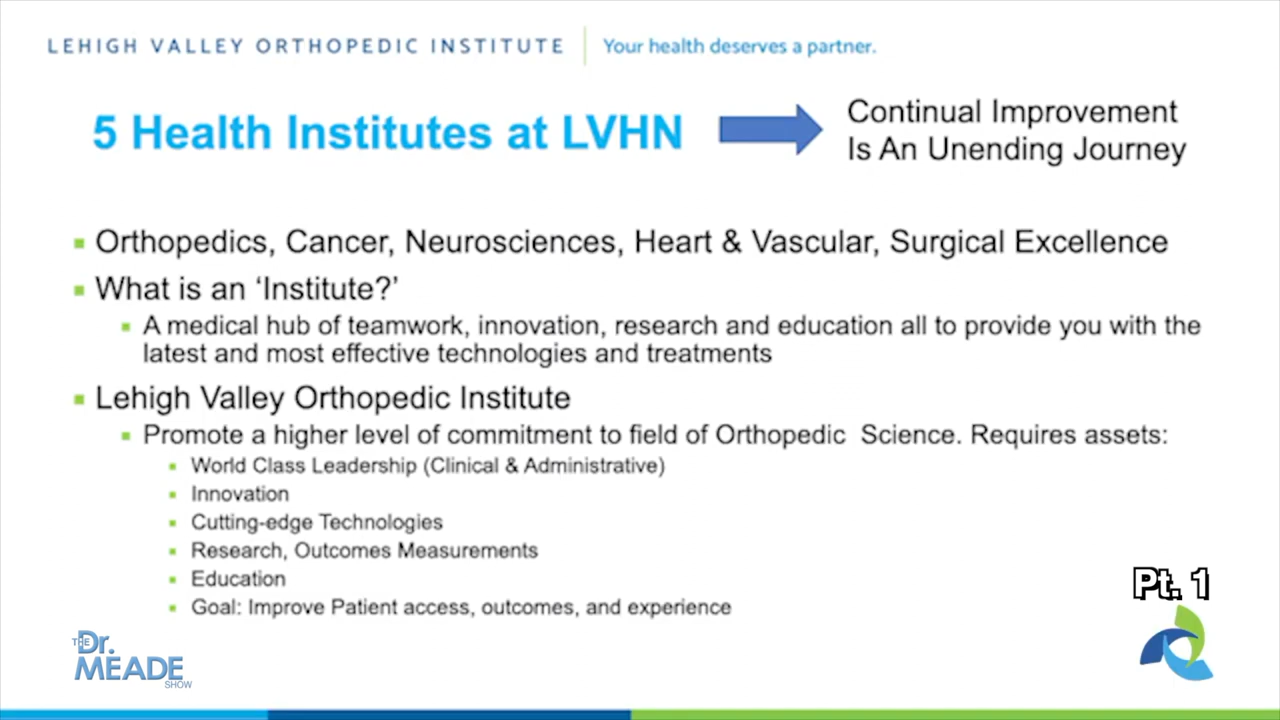 LEHIGH VALLEY ORTHOPEDIC INSTITUTE Your health deserves a partner.
5 Health Institutes at LVHN
Continual Improvement
Is An Unending Journey
Orthopedics, Cancer, Neurosciences, Heart & Vascular, Surgical Excellence
What is an ‘Institute?’
A medical hub of teamwork, innovation, research and education all to provide you with the
latest and most effective technologies and treatments
Lehigh Valley Orthopedic Institute
Promote a higher level of commitment to field of Orthopedic  Science. Requires assets:
World Class Leadership (Clinical & Administrative)
Innovation
Cutting-edge Technologies
Research, Outcomes Measurements
Education
Goal: Improve Patient access, outcomes, and experience
Pt. 1
THE Dr.
MEADE
SHOW